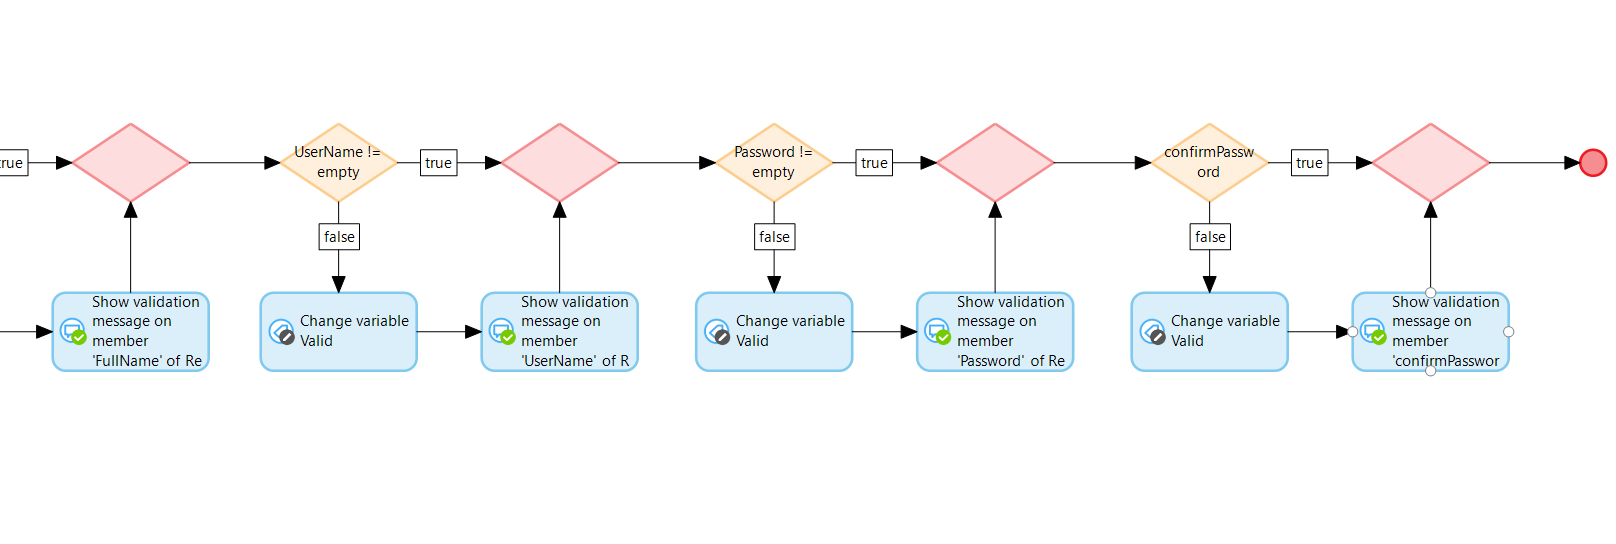 UserName !=
empty
true
Password !=
empty
true
confirmPassw
ord
true
false
false
false
Show validation
message on
member
'FullName' of Re
Change variable
Valid
Show validation
message on
member
'UserName' of R
Change variable
Valid
Show validation
message on
member
'Password' of Re
Change variable
Valid
Show validation
message on
member
'confirmPasswor